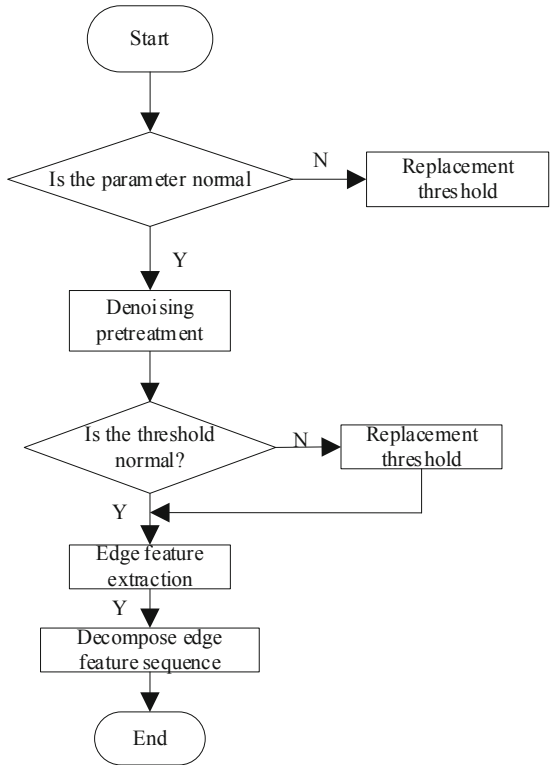 Start
Is the parameter normal
N
Replacement
threshold
Y
Denoising
pretreatment
Is the threshold
normal?
N
Replacement
threshold
Y
Edge feature
extraction
Y
Decompose edge
feature sequence
End